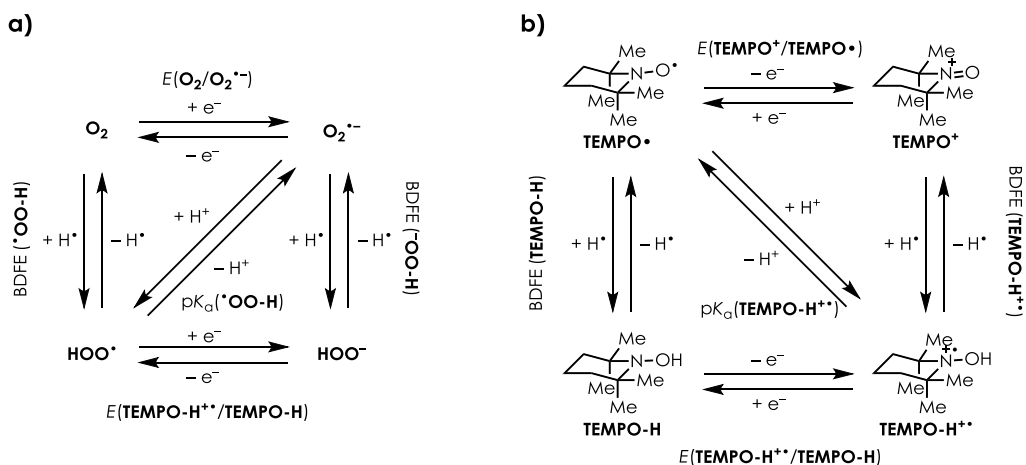 a)
E(O₂/O₂•−)
+ e−
O₂
O₂•−
− e−
BDFE (•OO-H)
+ H•
− H•
+ H+
− H+
+ H•
− H•
BDFE (−OO-H)
pKa(•OO-H)
HOO•
+ e−
HOO−
− e−
E(TEMPO-H+•/TEMPO-H)
b)
E(TEMPO+/TEMPO•)
Me
N
O•
Me
Me
Me
TEMPO•
− e−
+ e−
Me
+
N
O
Me
Me
Me
TEMPO+
BDFE (TEMPO-H)
+ H•
− H•
+ H+
− H+
+ H•
− H•
BDFE (TEMPO-H+•)
pKa(TEMPO-H+•)
Me
N
OH
Me
Me
Me
TEMPO-H
− e−
+ e−
Me
+•
N
OH
Me
Me
Me
TEMPO-H+•
E(TEMPO-H+•/TEMPO-H)